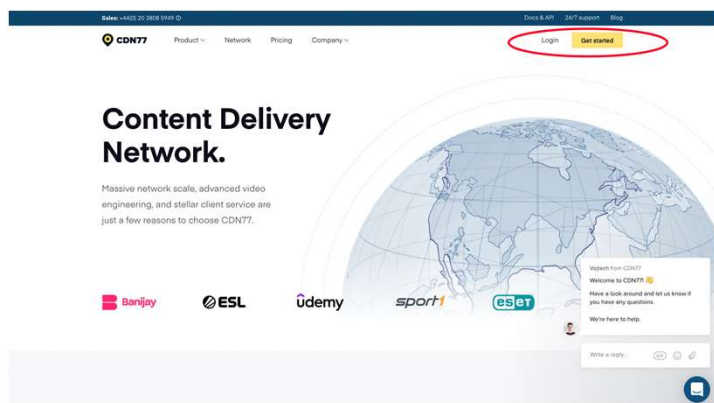 Sales: +44(0) 20 3808 5949
Docs & API 24/7 support Blog
CDN77 Product Network Pricing Company Login Get started
Content Delivery
Network.
Massive network scale, advanced video
engineering, and stellar client service are
just a few reasons to choose CDN77.
Banijay ESL ûdemy sport1 eseT
Vojtech from CDN77
Welcome to CDN77!
Have a look around and let us know if
you have any questions.
We're here to help.
Write a reply...
GIF